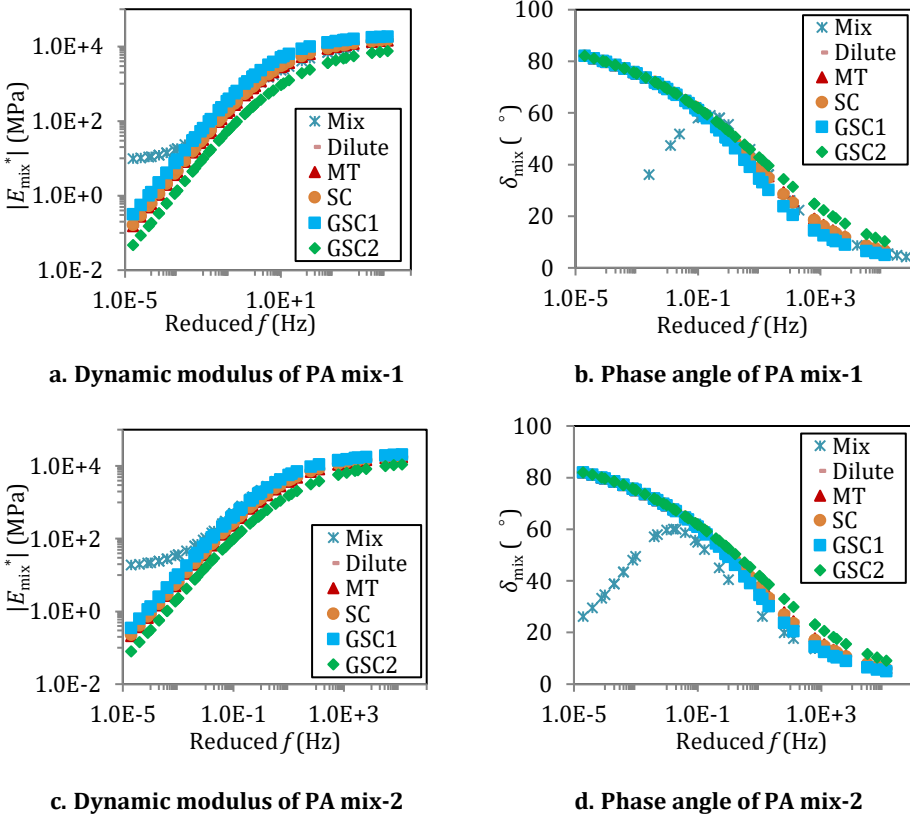 |E_mix*| (MPa)
1.0E+4
1.0E+2
1.0E+0
1.0E-2
1.0E-5
1.0E+1
Reduced f (Hz)
Mix
Dilute
MT
SC
GSC1
GSC2
a. Dynamic modulus of PA mix-1
δ_mix (°)
100
80
60
40
20
0
1.0E-5
1.0E-1
1.0E+3
Reduced f (Hz)
Mix
Dilute
MT
SC
GSC1
GSC2
b. Phase angle of PA mix-1
|E_mix*| (MPa)
1.0E+4
1.0E+2
1.0E+0
1.0E-2
1.0E-5
1.0E-1
1.0E+3
Reduced f (Hz)
Mix
Dilute
MT
SC
GSC1
GSC2
c. Dynamic modulus of PA mix-2
δ_mix (°)
100
80
60
40
20
0
1.0E-5
1.0E-1
1.0E+3
Reduced f (Hz)
Mix
Dilute
MT
SC
GSC1
GSC2
d. Phase angle of PA mix-2